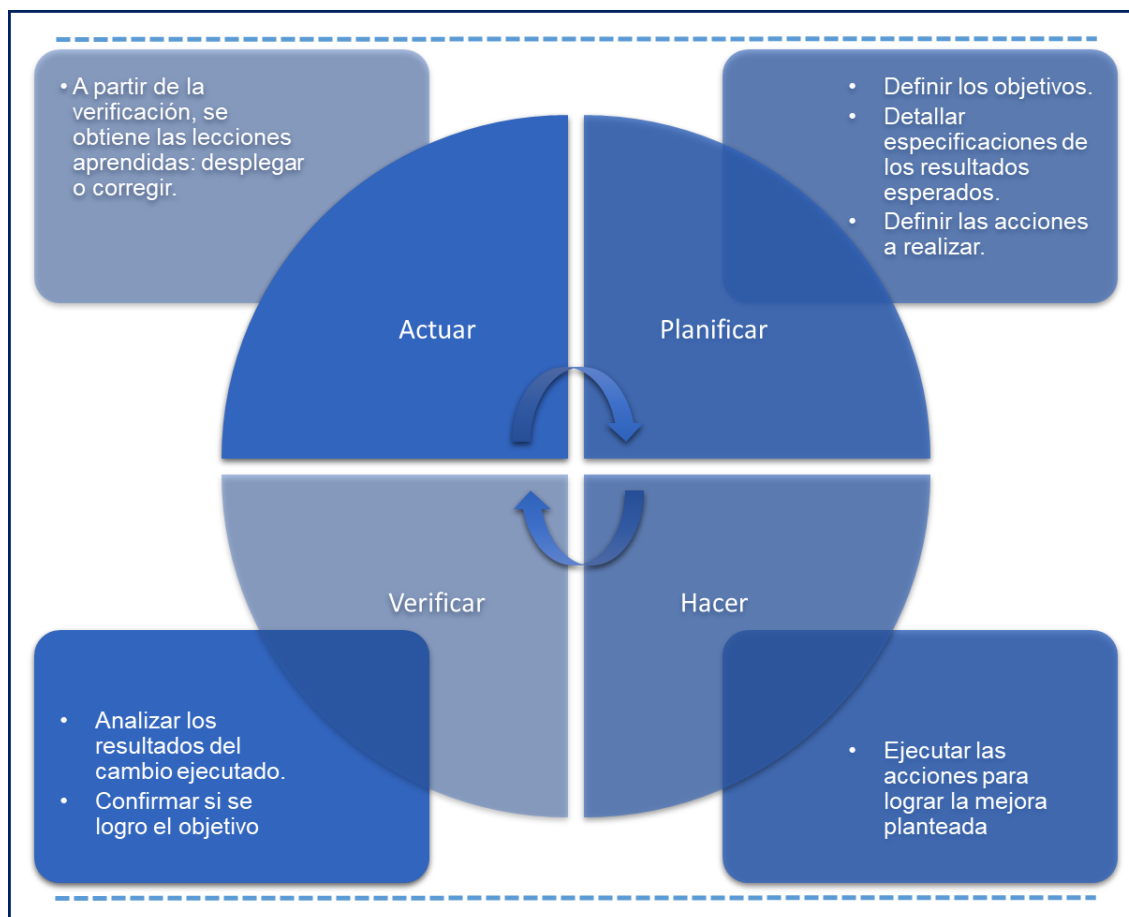 • A partir de la
verificación, se
obtiene las lecciones
aprendidas: desplegar
o corregir.
• Definir los objetivos.
• Detallar
especificaciones de
los resultados
esperados.
• Definir las acciones
a realizar.
Actuar
Planificar
Verificar
Hacer
• Analizar los
resultados del
cambio ejecutado.
• Confirmar si se
logro el objetivo
• Ejecutar las
acciones para
lograr la mejora
planteada